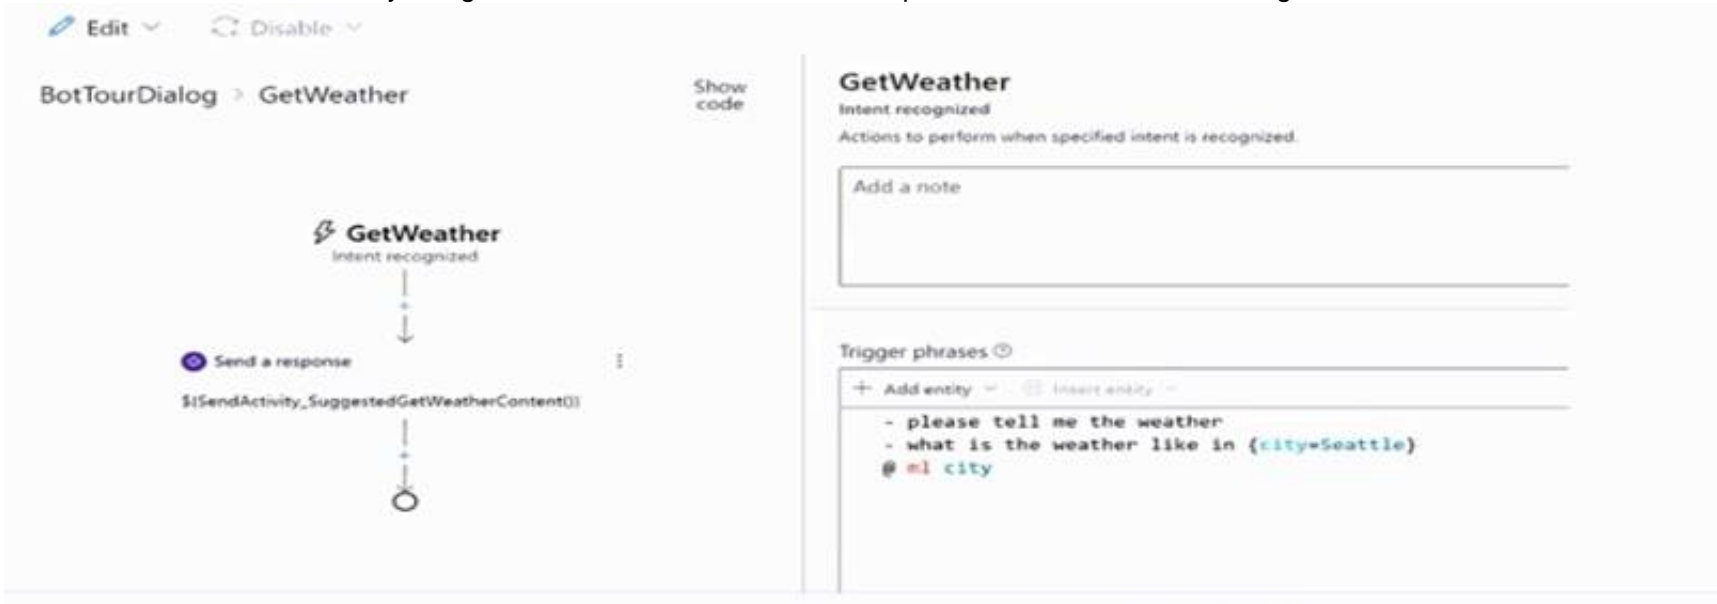 Edit
Disable
BotTourDialog > GetWeather
Show
code
GetWeather
Intent recognized
Send a response
${SendActivity_SuggestedGetWeatherContent()}
GetWeather
Intent recognized
Actions to perform when specified intent is recognized.
Add a note
Trigger phrases
+ Add entity
Insert entity
- please tell me the weather
- what is the weather like in {city=Seattle}
@ ml city